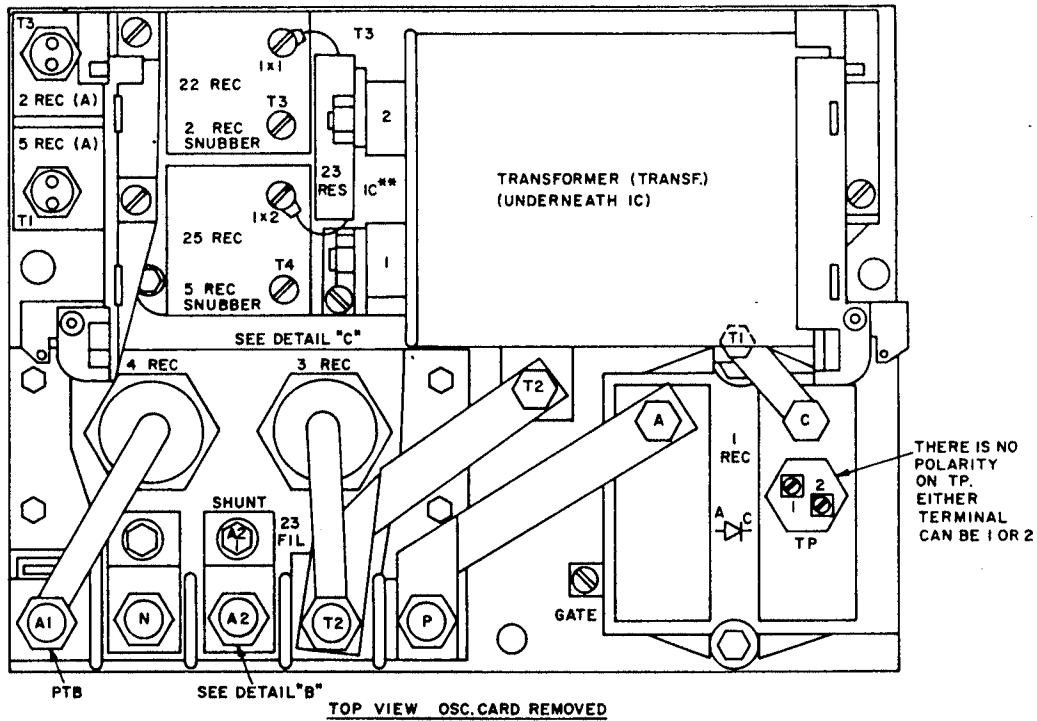 T3
2 REC (A)
5 REC (A)
T1
1X1
22 REC
T3
2 REC
SNUBBER
1X2
25 REC
T4
5 REC
SNUBBER
T3
2
23
RES
1C**
1
TRANSFORMER (TRANSF.)
(UNDERNEATH 1C)
SEE DETAIL "C"
T1
4 REC
3 REC
T2
A
C
1
REC
A C
1
2
TP
THERE IS NO
POLARITY
ON TP.
EITHER
TERMINAL
CAN BE 1 OR 2
SHUNT
A2
1
23
FIL
GATE
A1
N
A2
T2
P
PTB
SEE DETAIL "B"
TOP VIEW OSC. CARD REMOVED